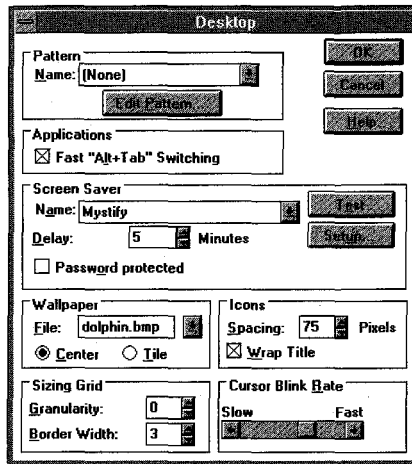 Desktop
Pattern
Name: (None)
Edit Pattern...
OK
Cancel
Help
Applications
Fast "Alt+Tab" Switching
Screen Saver
Name: Mystify
Test
Delay: 5 Minutes
Setup...
Password protected
Wallpaper
File: dolphin.bmp
Center Tile
Icons
Spacing: 75 Pixels
Wrap Title
Sizing Grid
Granularity: 0
Border Width: 3
Cursor Blink Rate
Slow Fast